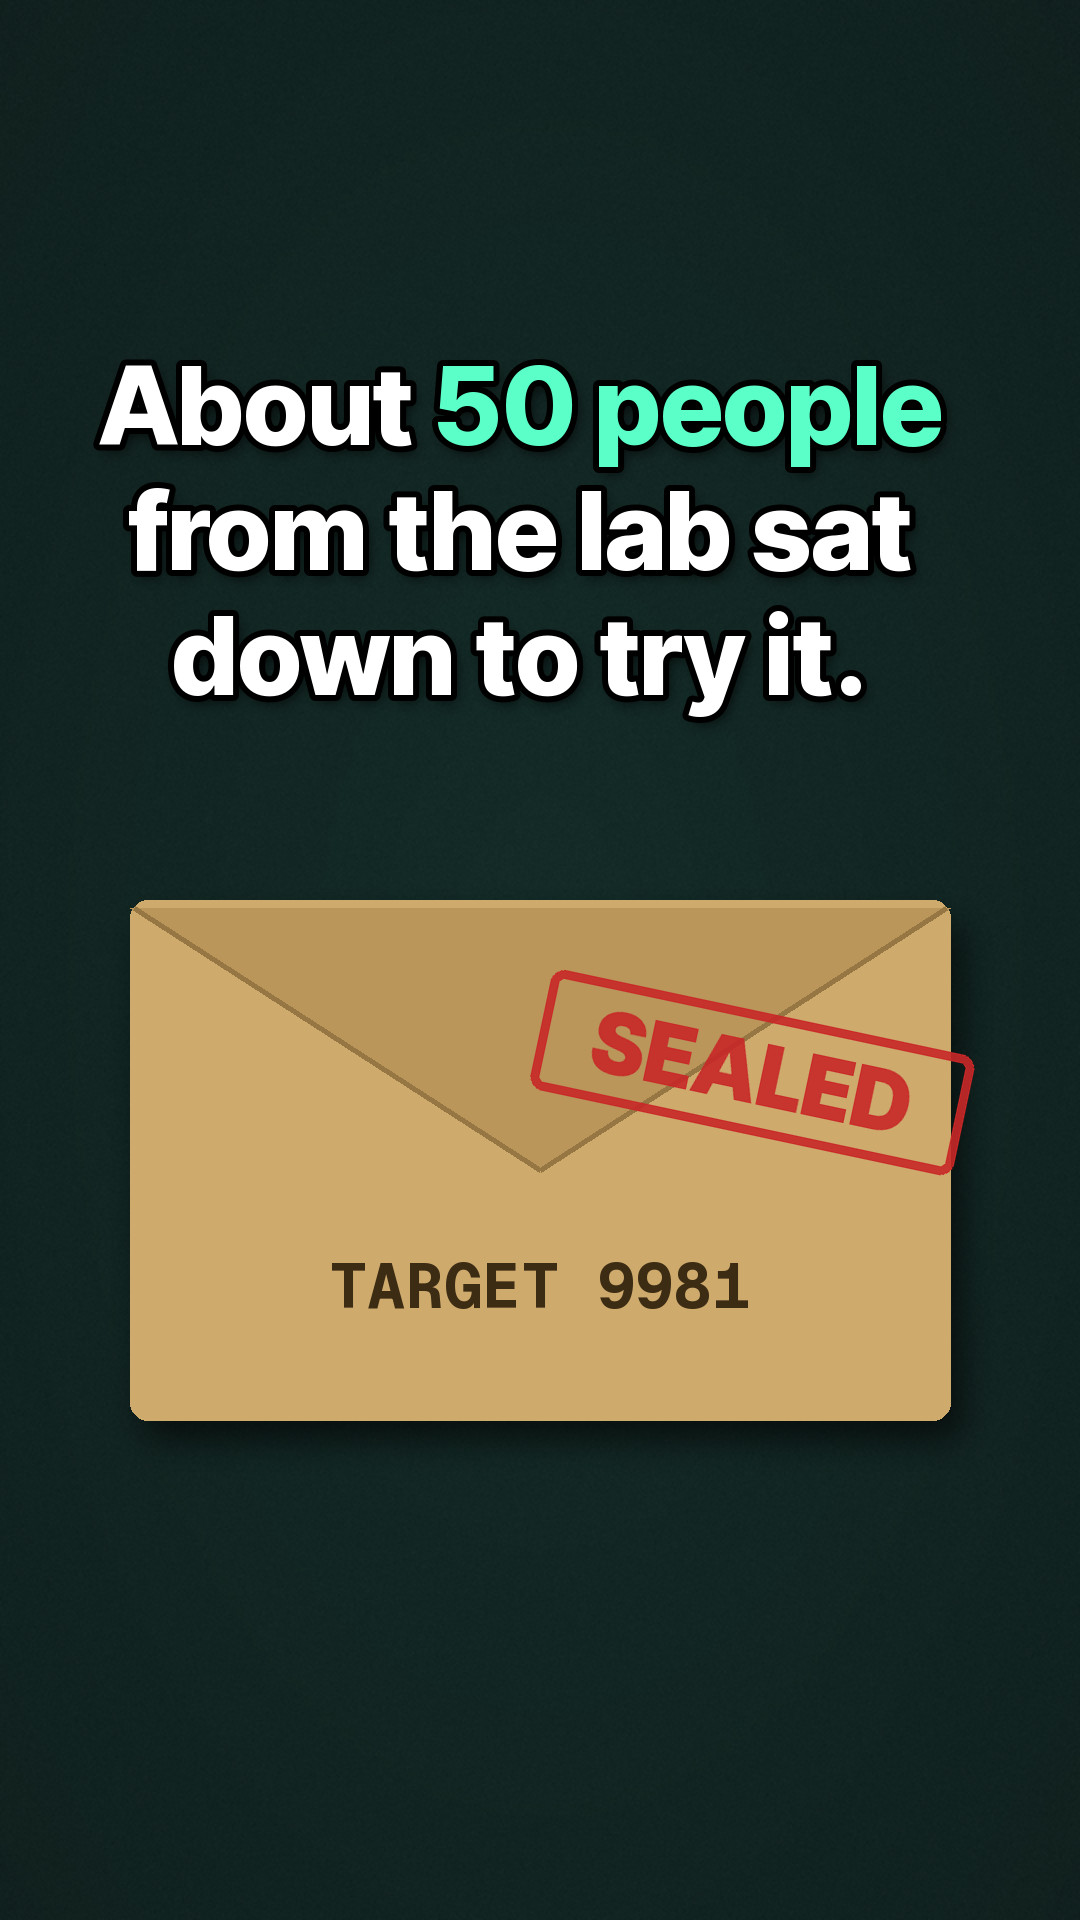 About 50 people
from the lab sat
down to try it.
SEALED
TARGET 9981